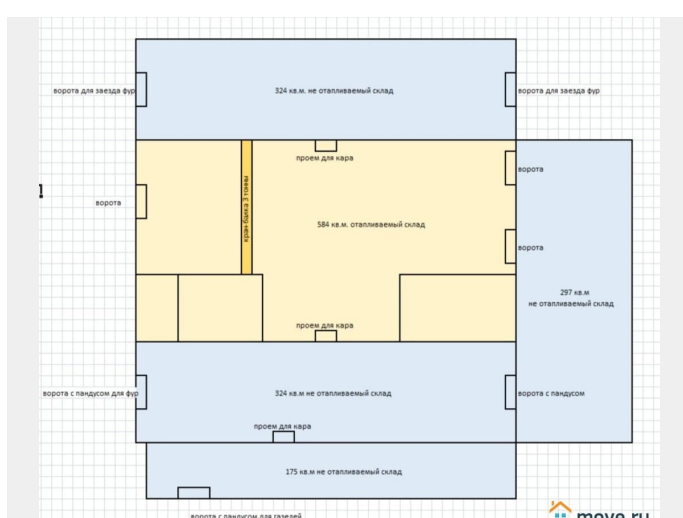 324 кв.м. не отапливаемый склад
ворота для заезда фур
ворота для заезда фур
проем для кара
ворота
кран-балка 3 тонны
ворота
584 кв.м. отапливаемый склад
ворота
297 кв.м
не отапливаемый склад
проем для кара
ворота с пандусом для фур
324 кв.м не отапливаемый склад
ворота с пандусом
проем для кара
175 кв.м не отапливаемый склад
ворота с пандусом для газелей
move.ru